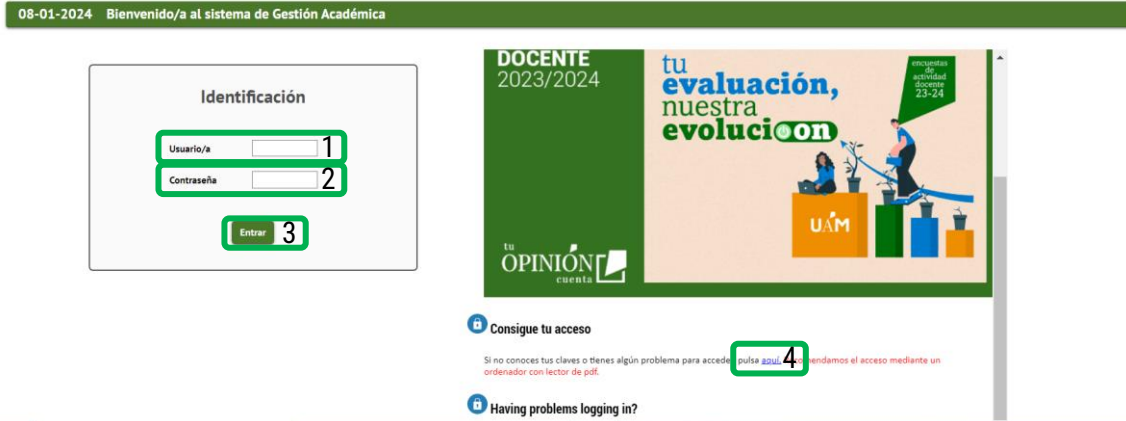 08-01-2024 Bienvenido/a al sistema de Gestión Académica
Identificación
Usuario/a 1
Contraseña 2
Entrar 3
DOCENTE
2023/2024
tu
OPINIÓN
cuenta
tu
evaluación,
nuestra
evolución
encuestas
de
actividad
docente
23-24
UAM
Consigue tu acceso
Si no conoces tus claves o tienes algún problema para acceder pulsa aquí. 4 mendamos el acceso mediante un
ordenador con lector de pdf.
Having problems logging in?